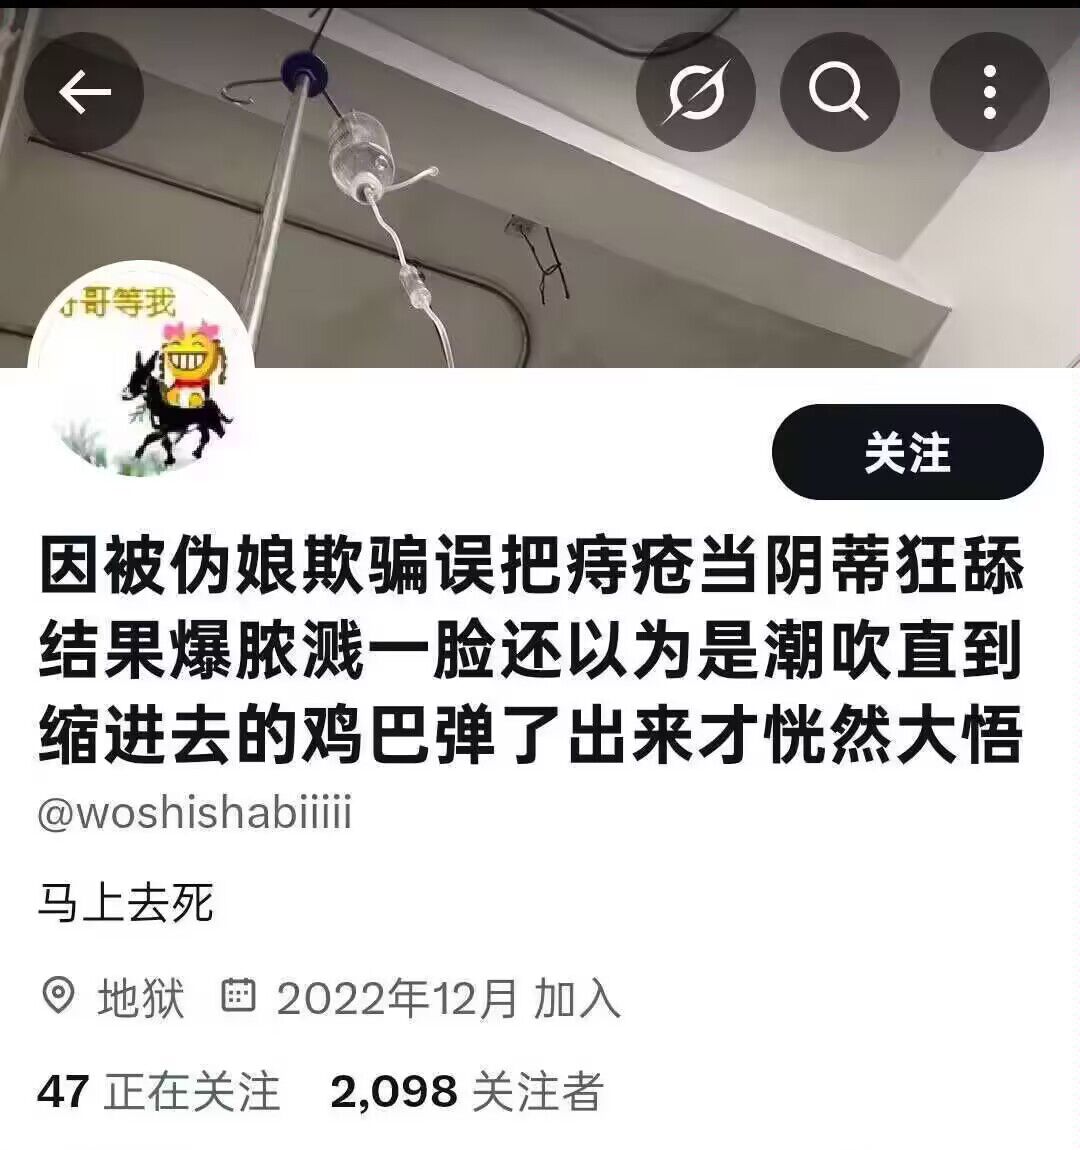 哥等我
关注
因被伪娘欺骗误把痔疮当阴蒂狂舔
结果爆脓溅一脸还以为是潮吹直到
缩进去的鸡巴弹了出来才恍然大悟
@woshishabiiiii
马上去死
地狱 2022年12月 加入
47 正在关注 2,098 关注者